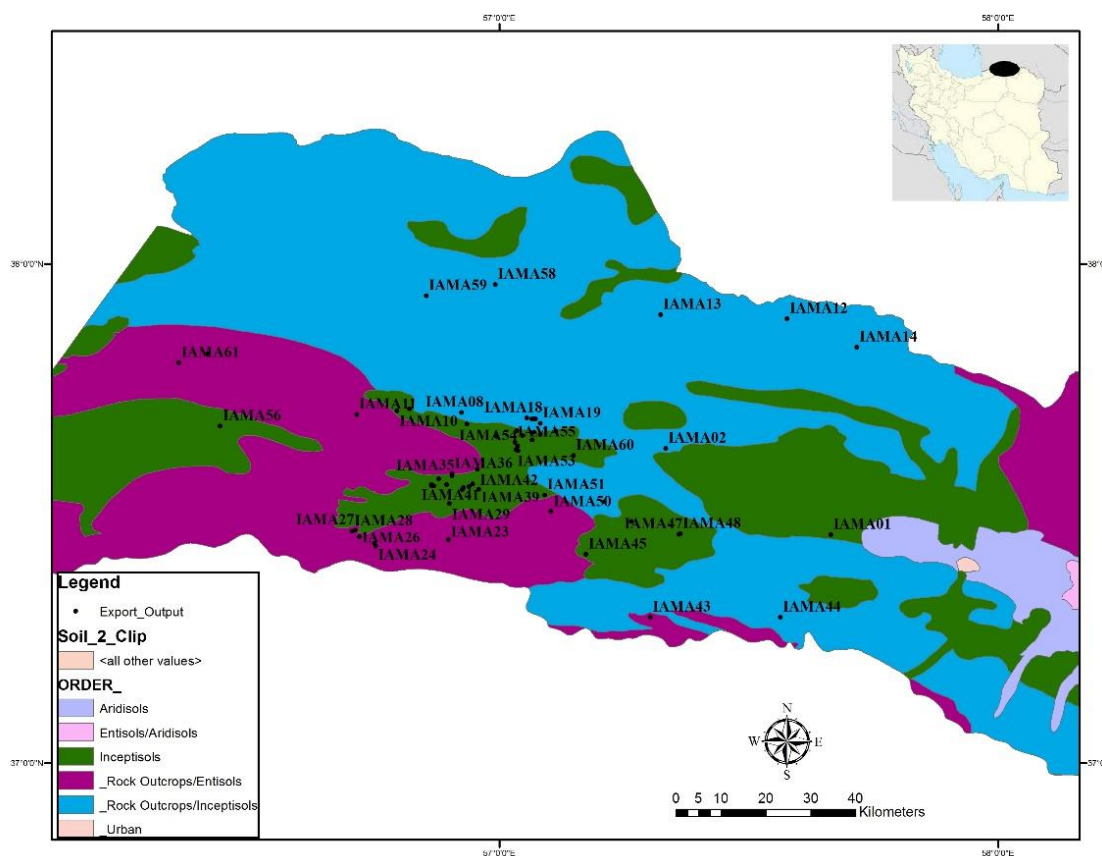 57°0'0"E
58°0'0"E
38°0'0"N
38°0'0"N
IAMA58
IAMA59
IAMA13
IAMA12
IAMA14
IAMA61
IAMA11
IAMA08
IAMA18
IAMA19
IAMA56
IAMA10
IAMA54
IAMA55
IAMA02
IAMA60
IAMA35
IAMA36
IAMA53
IAMA42
IAMA51
IAMA41
IAMA39
IAMA50
IAMA29
IAMA27
IAMA28
IAMA47
IAMA48
IAMA01
IAMA26
IAMA23
IAMA45
IAMA24
IAMA43
IAMA44
Legend
Export_Output
Soil_2_Clip
<all other values>
ORDER_
Aridisols
Entisols/Aridisols
Inceptisols
_Rock Outcrops/Entisols
_Rock Outcrops/Inceptisols
_Urban
N
W E
S
37°0'0"N
37°0'0"N
0 5 10 20 30 40
Kilometers
57°0'0"E
58°0'0"E